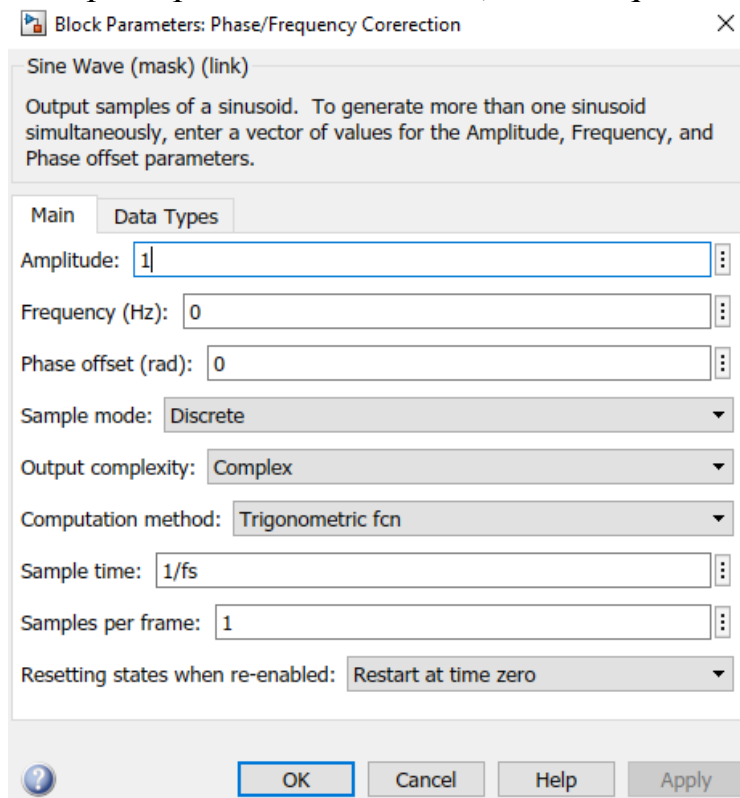 Block Parameters: Phase/Frequency Corerection
Sine Wave (mask) (link)
Output samples of a sinusoid. To generate more than one sinusoid
simultaneously, enter a vector of values for the Amplitude, Frequency, and
Phase offset parameters.
Main Data Types
Amplitude: 1
Frequency (Hz): 0
Phase offset (rad): 0
Sample mode: Discrete
Output complexity: Complex
Computation method: Trigonometric fcn
Sample time: 1/fs
Samples per frame: 1
Resetting states when re-enabled: Restart at time zero
OK Cancel Help Apply